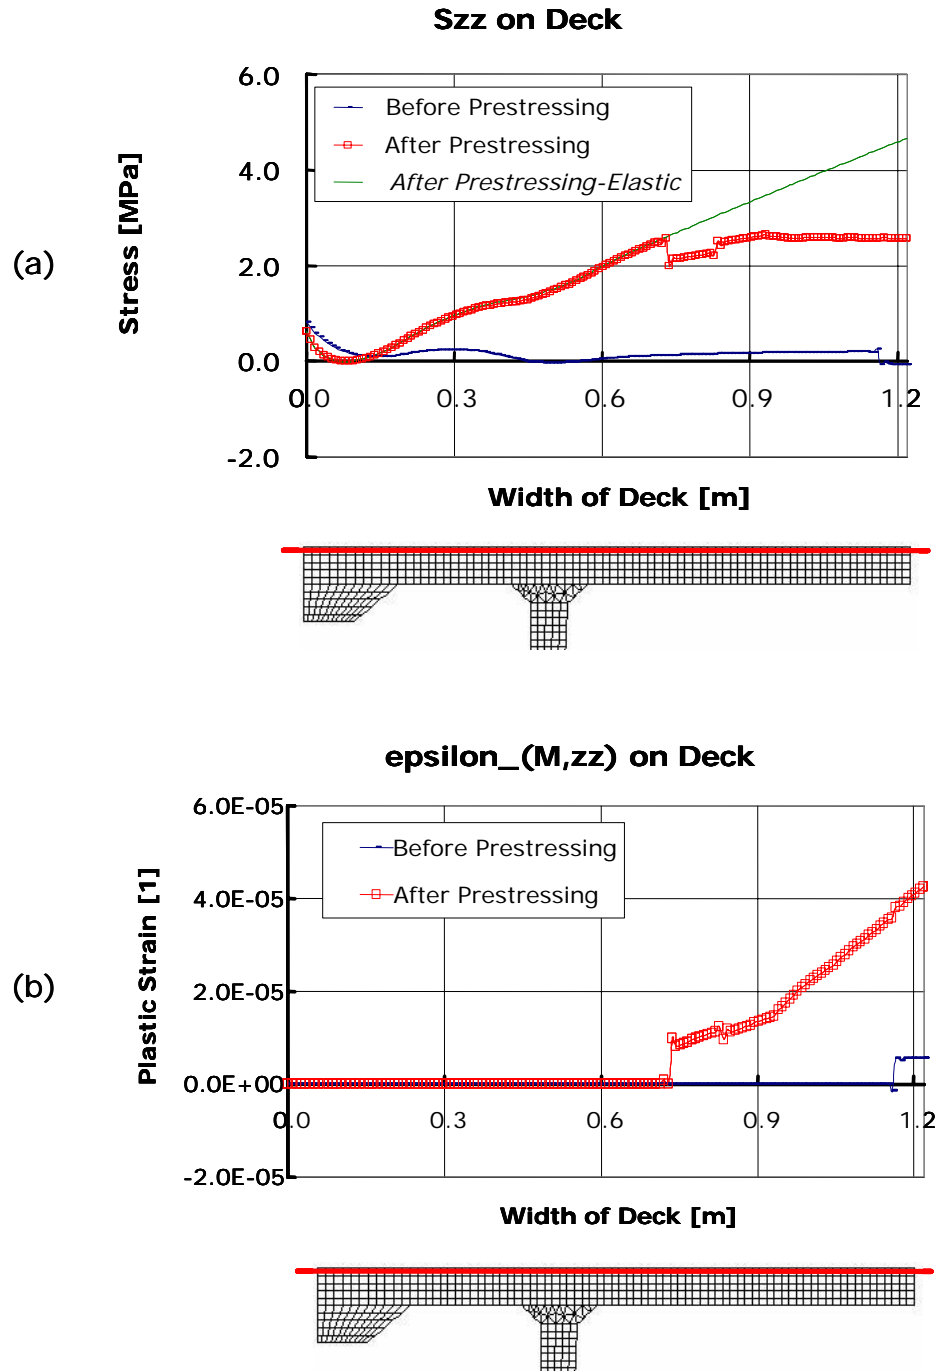 Szz on Deck
6.0
4.0
2.0
0.0
-2.0
Before Prestressing
After Prestressing
After Prestressing-Elastic
Stress [MPa]
(a)
0.0
0.3
0.6
0.9
1.2
Width of Deck [m]
epsilon_(M,zz) on Deck
6.0E-05
4.0E-05
2.0E-05
0.0E+00
-2.0E-05
Before Prestressing
After Prestressing
Plastic Strain [1]
(b)
0.0
0.3
0.6
0.9
1.2
Width of Deck [m]